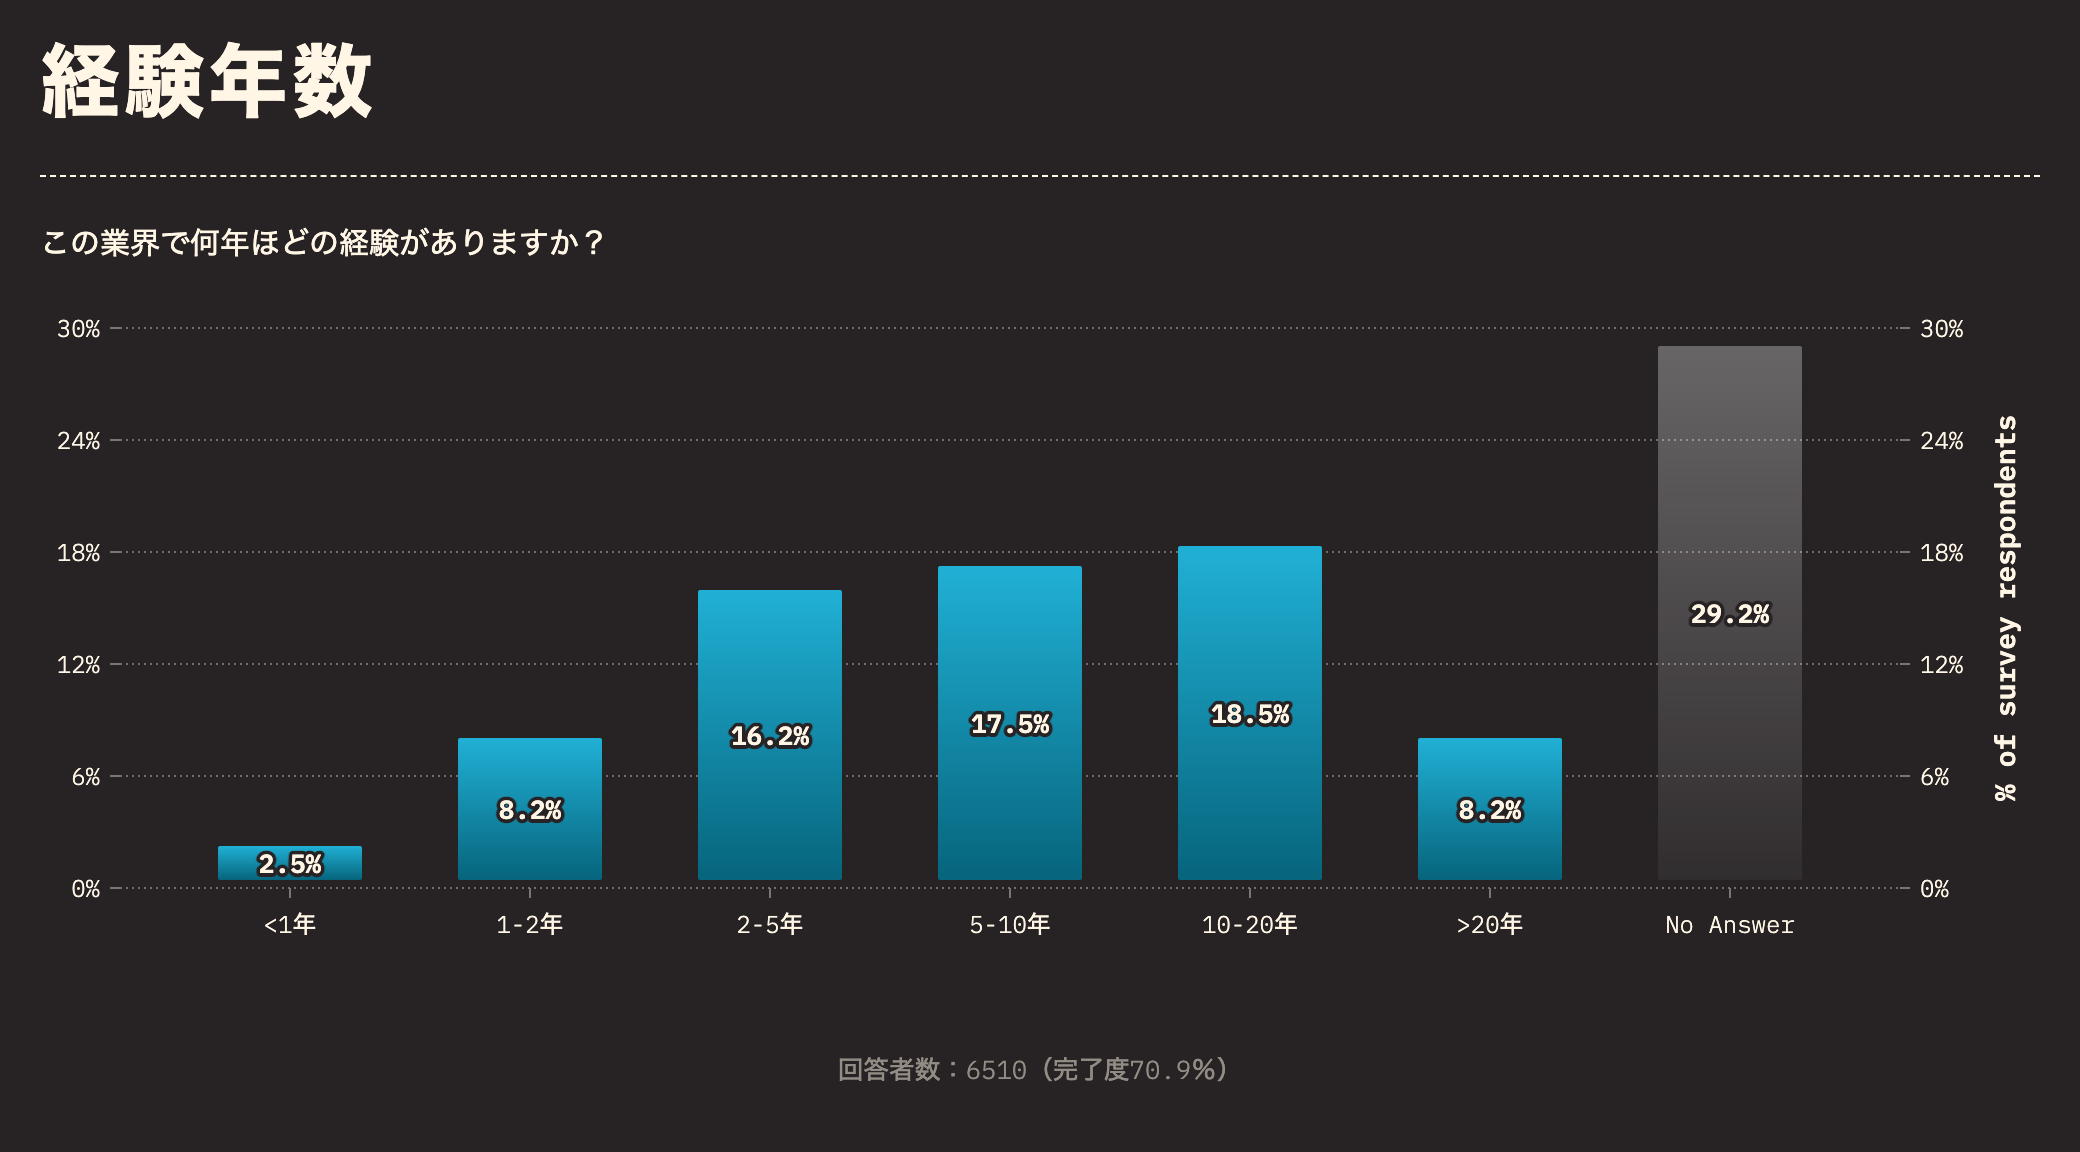 経験年数
この業界で何年ほどの経験がありますか？
30%
24%
18%
12%
6%
0%
30%
24%
18%
12%
6%
0%
% of survey respoupeuts
2.5%
8.2%
16.2%
17.5%
18.5%
8.2%
29.2%
<1年
1-2年
2-5年
5-10年
10-20年
>20年
No Answer
回答者数：6510（完了度70.9%）